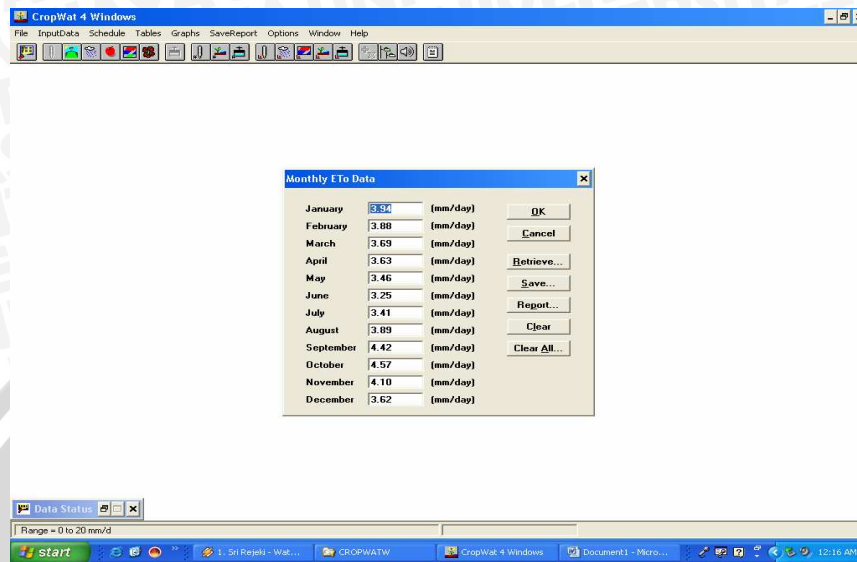 CropWat 4 Windows
File InputData Schedule Tables Graphs SaveReport Options Window Help
Monthly ETo Data
January 3.94 (mm/day) OK
February 3.88 (mm/day) Cancel
March 3.69 (mm/day)
April 3.63 (mm/day) Retrieve...
May 3.46 (mm/day) Save...
June 3.25 (mm/day) Report...
July 3.41 (mm/day)
August 3.89 (mm/day) Clear
September 4.42 (mm/day) Clear All...
October 4.57 (mm/day)
November 4.10 (mm/day)
December 3.62 (mm/day)
Data Status
Range = 0 to 20 mm/d
start 1. Sri Rejeki - Wat... CROPWATW CropWat 4 Windows Document1 - Micro... 12:16 AM